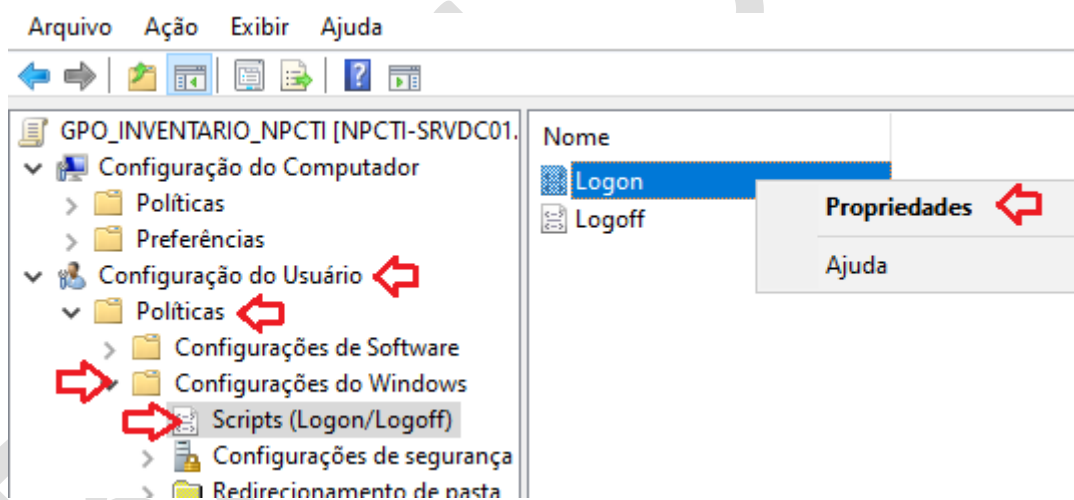 Arquivo Ação Exibir Ajuda
GPO_INVENTARIO_NPCTI [NPCTI-SRVDC01.
Configuração do Computador
Políticas
Preferências
Configuração do Usuário
Políticas
Configurações de Software
Configurações do Windows
Scripts (Logon/Logoff)
Configurações de segurança
Redirecionamento de pasta
Nome
Logon
Logoff
Propriedades
Ajuda